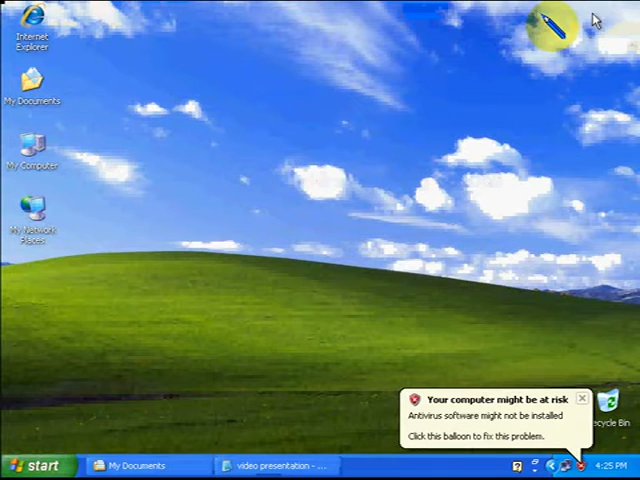 Internet
Explorer
My Documents
My Computer
My Network
Places
Your computer might be at risk
Antivirus software might not be installed
Click this balloon to fix this problem.
ecycle Bin
start
My Documents
video presentation - ...
4:25 PM